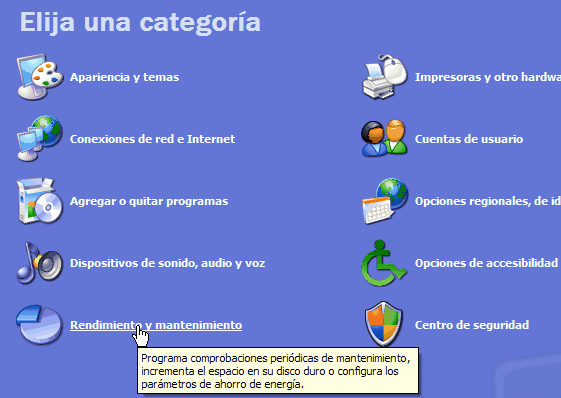 Elija una categoría
Apariencia y temas
Impresoras y otro hardwa
Conexiones de red e Internet
Cuentas de usuario
Agregar o quitar programas
Opciones regionales, de id
Dispositivos de sonido, audio y voz
Opciones de accesibilidad
Rendimiento y mantenimiento
Centro de seguridad
Programa comprobaciones periódicas de mantenimiento,
incrementa el espacio en su disco duro o configura los
parámetros de ahorro de energía.